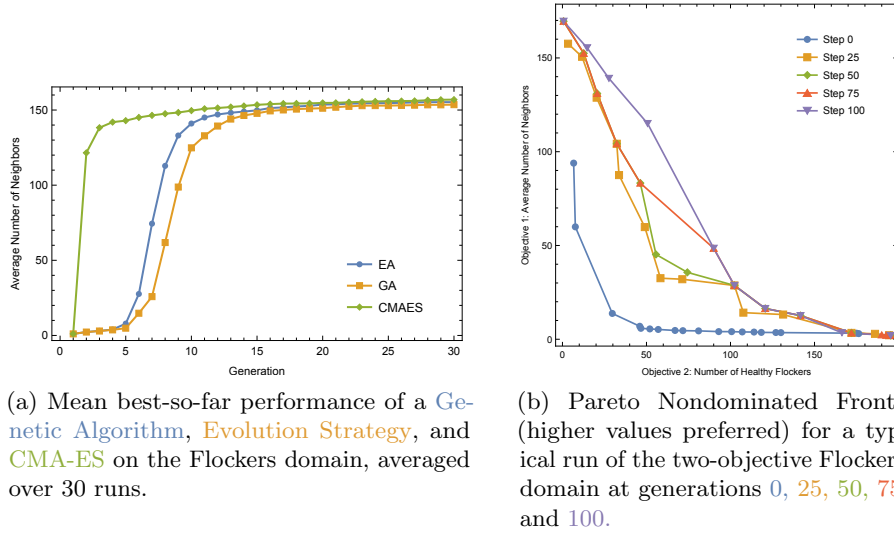 Average Number of Neighbors
150
100
50
0
0 5 10 15 20 25 30
Generation
EA
GA
CMAES
(a) Mean best-so-far performance of a Ge-
netic Algorithm, Evolution Strategy, and
CMA-ES on the Flockers domain, averaged
over 30 runs.
Objective 1: Average Number of Neighbors
150
100
50
0
0 50 100 150
Objective 2: Number of Healthy Flockers
Step 0
Step 25
Step 50
Step 75
Step 100
(b) Pareto Nondominated Front
(higher values preferred) for a typ
ical run of the two-objective Flocker
domain at generations 0, 25, 50, 75
and 100.